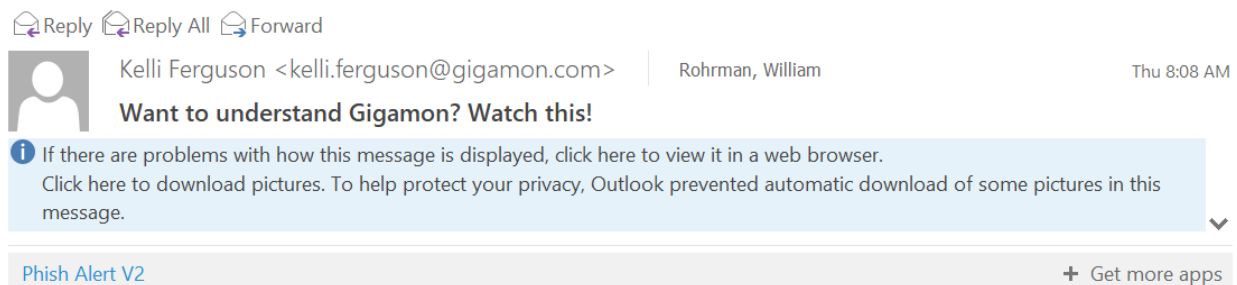 Reply Reply All Forward
Kelli Ferguson <kelli.ferguson@gigamon.com> Rohrman, William Thu 8:08 AM
Want to understand Gigamon? Watch this!
If there are problems with how this message is displayed, click here to view it in a web browser.
Click here to download pictures. To help protect your privacy, Outlook prevented automatic download of some pictures in this
message.
Phish Alert V2 + Get more apps